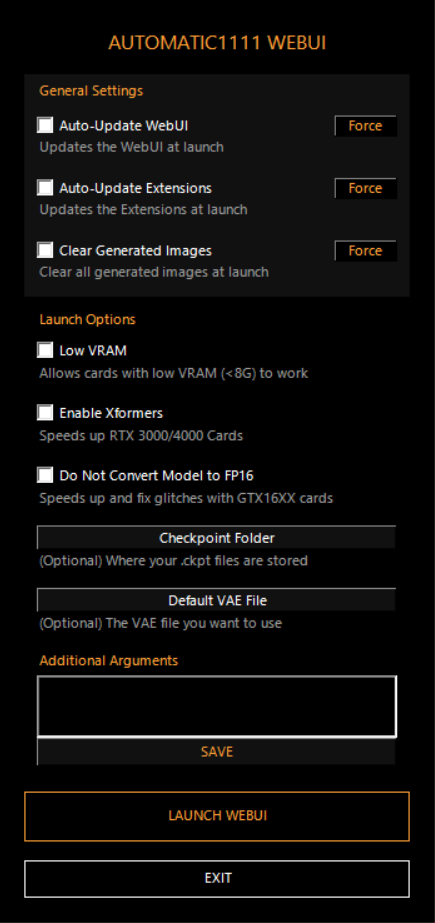 AUTOMATIC1111 WEBUI
General Settings
Auto-Update WebUI
Force
Updates the WebUI at launch
Auto-Update Extensions
Force
Updates the Extensions at launch
Clear Generated Images
Force
Clear all generated images at launch
Launch Options
Low VRAM
Allows cards with low VRAM (<8G) to work
Enable Xformers
Speeds up RTX 3000/4000 Cards
Do Not Convert Model to FP16
Speeds up and fix glitches with GTX16XX cards
Checkpoint Folder
(Optional) Where your .ckpt files are stored
Default VAE File
(Optional) The VAE file you want to use
Additional Arguments
SAVE
LAUNCH WEBUI
EXIT